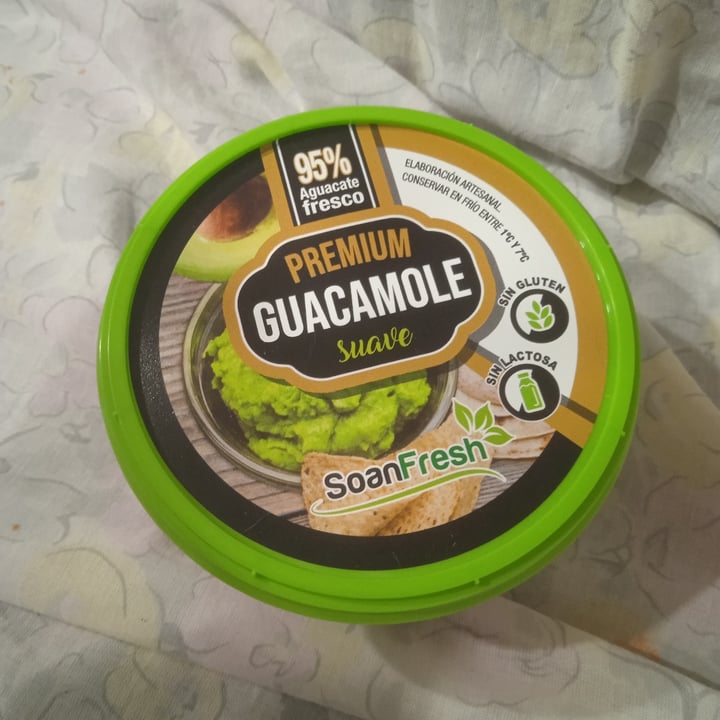 95%
Aguacate
fresco
PREMIUM
GUACAMOLE
suave
ELABORACIÓN ARTESANAL.
CONSERVAR EN FRÍO ENTRE 1ºC Y 7ºC
SIN GLUTEN
SIN LACTOSA
SoanFresh